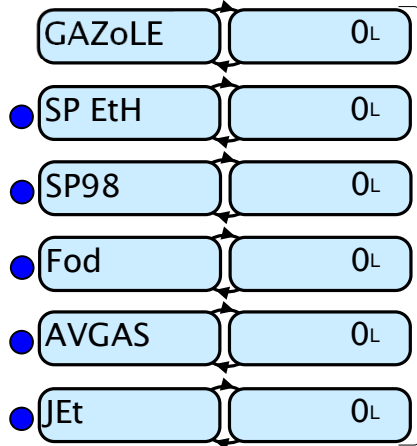 GAZoLE 0L
SP EtH 0L
SP98 0L
Fod 0L
AVGAS 0L
JEt 0L